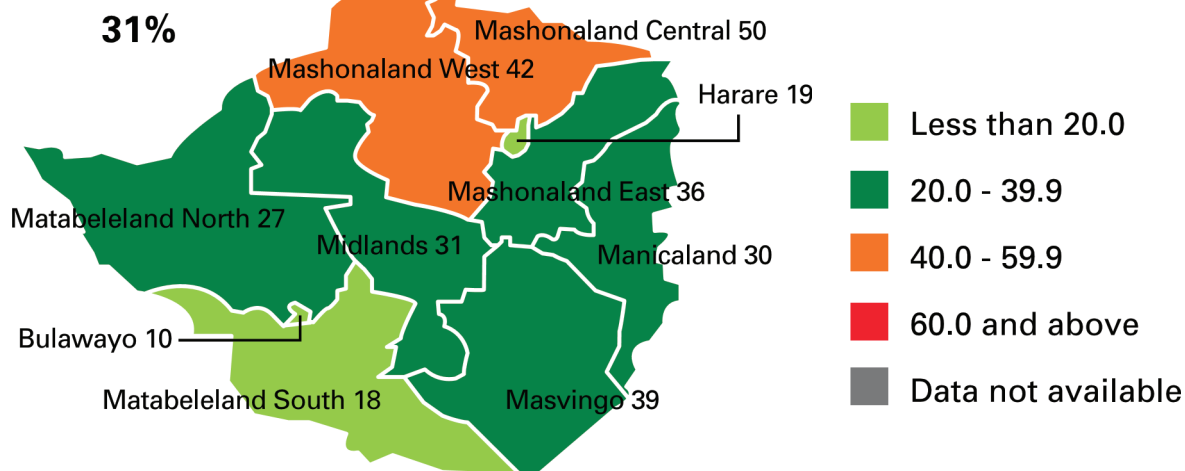 31%
Mashonaland Central 50
Mashonaland West 42
Harare 19
Mashonaland East 36
Matabeleland North 27
Midlands 31
Manicaland 30
Bulawayo 10
Matabeleland South 18
Masvingo 39
Less than 20.0
20.0 - 39.9
40.0 - 59.9
60.0 and above
Data not available